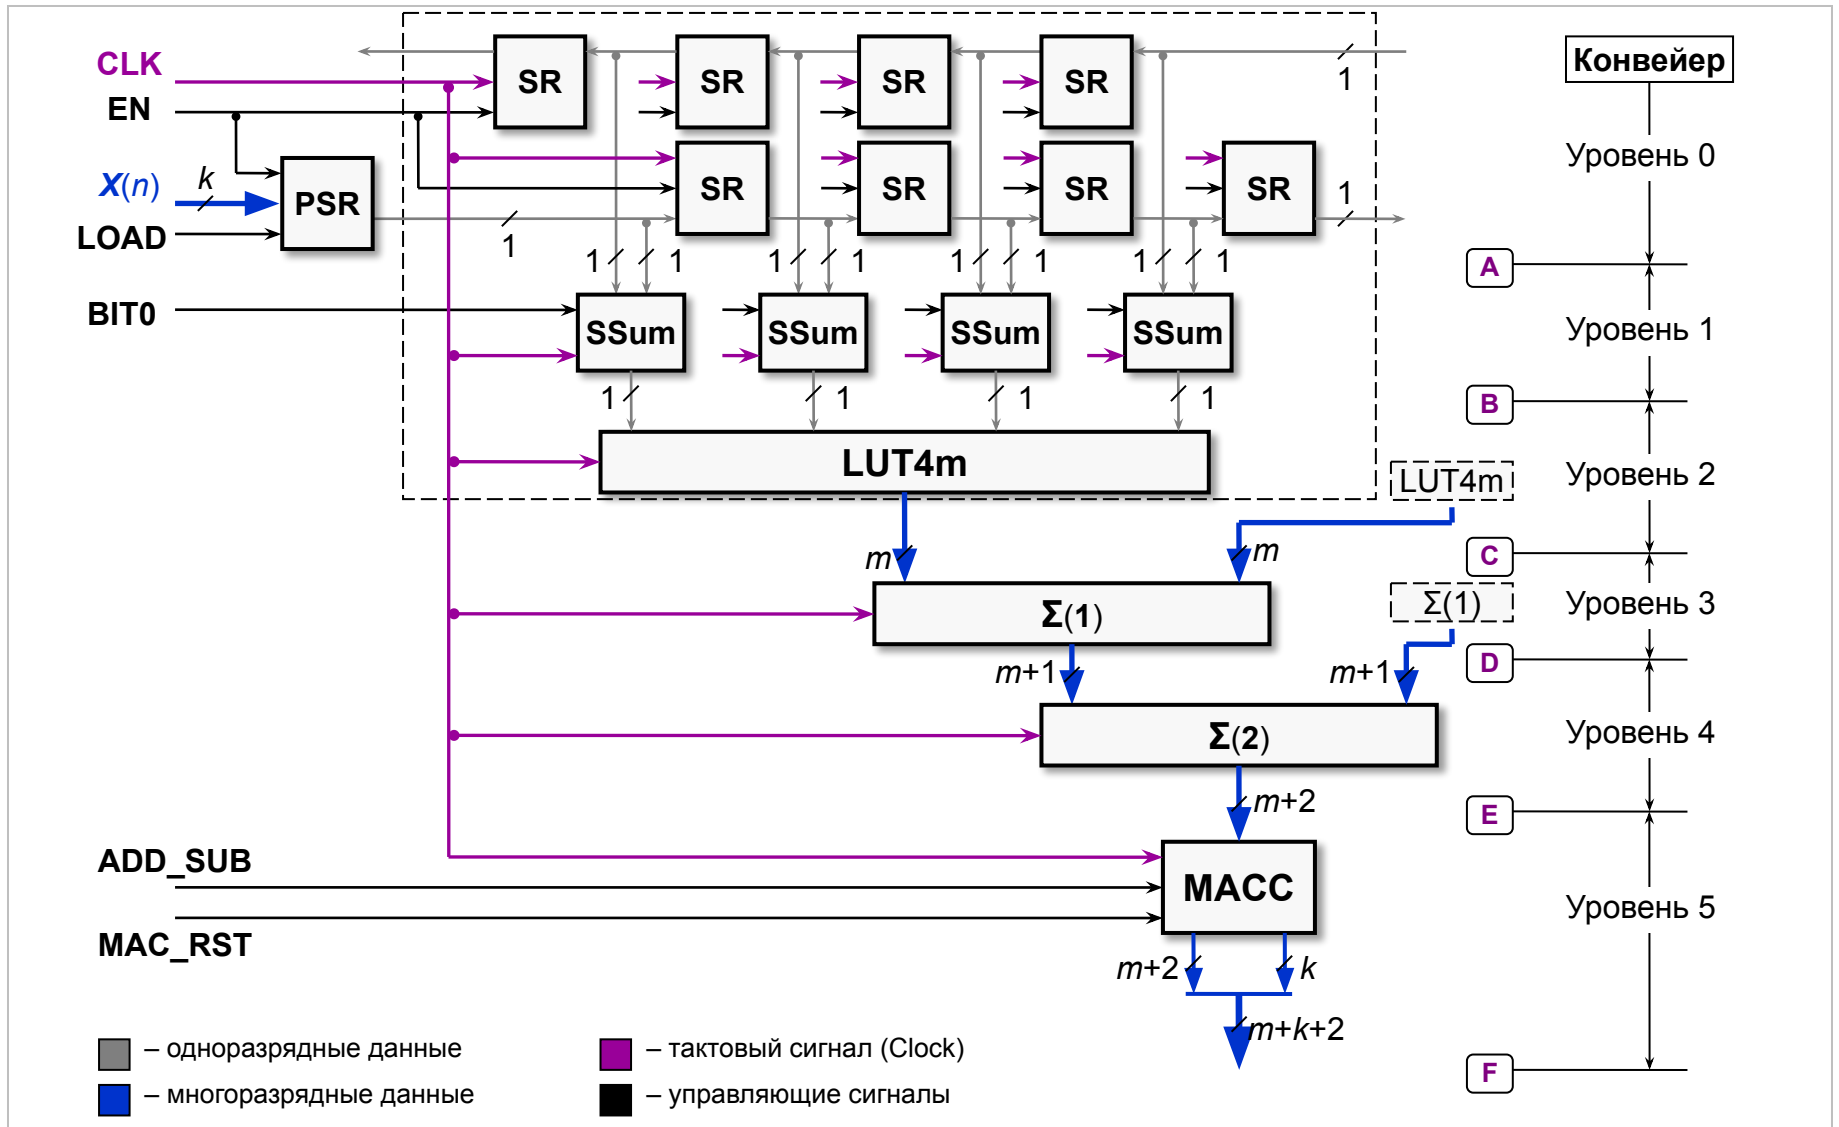 CLK
EN
X(n)
k
LOAD
BIT0
PSR
1
SR
SR
SR
SR
1
SR
SR
SR
SR
1
1
1
1
1
1
1
1
1
SSum
SSum
SSum
SSum
1
1
1
1
LUT4m
LUT4m
m
m
Σ(1)
Σ(1)
m+1
m+1
Σ(2)
m+2
ADD_SUB
MAC_RST
MACC
m+2
k
m+k+2
Конвейер
Уровень 0
A
Уровень 1
B
Уровень 2
C
Уровень 3
D
Уровень 4
E
Уровень 5
F
– одноразрядные данные
– многоразрядные данные
– тактовый сигнал (Clock)
– управляющие сигналы